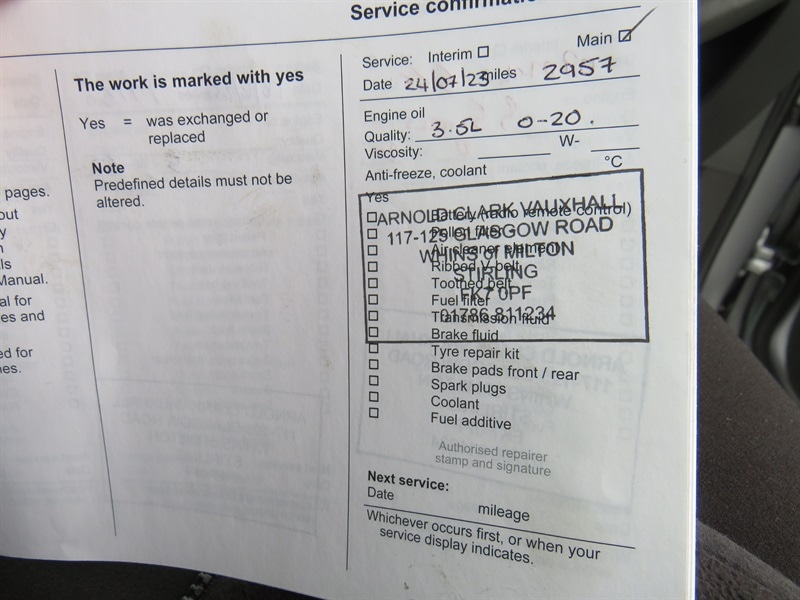 Service confirmation
pages.
Manual.
al for
es and
ed for
The work is marked with yes
Yes = was exchanged or
replaced
Note
Predefined details must not be
altered.
Service: Interim Main
Date 24/07/23 miles 2957
Engine oil
Quality: 3.5L 0-20.
Viscosity: W-
Anti-freeze, coolant °C
Yes
Battery (radio remote control)
Pollen filter
Air cleaner element
Ribbed V-belt
Toothed belt
Fuel filter
Transmission fluid
Brake fluid
Tyre repair kit
Brake pads front / rear
Spark plugs
Coolant
Fuel additive
ARNOLD CLARK VAUXHALL
117-125 GLASGOW ROAD
WHINS of MILTON
STIRLING
FK7 0PF
01786 811234
Authorised repairer
stamp and signature
Next service:
Date mileage
Whichever occurs first, or when your
service display indicates.